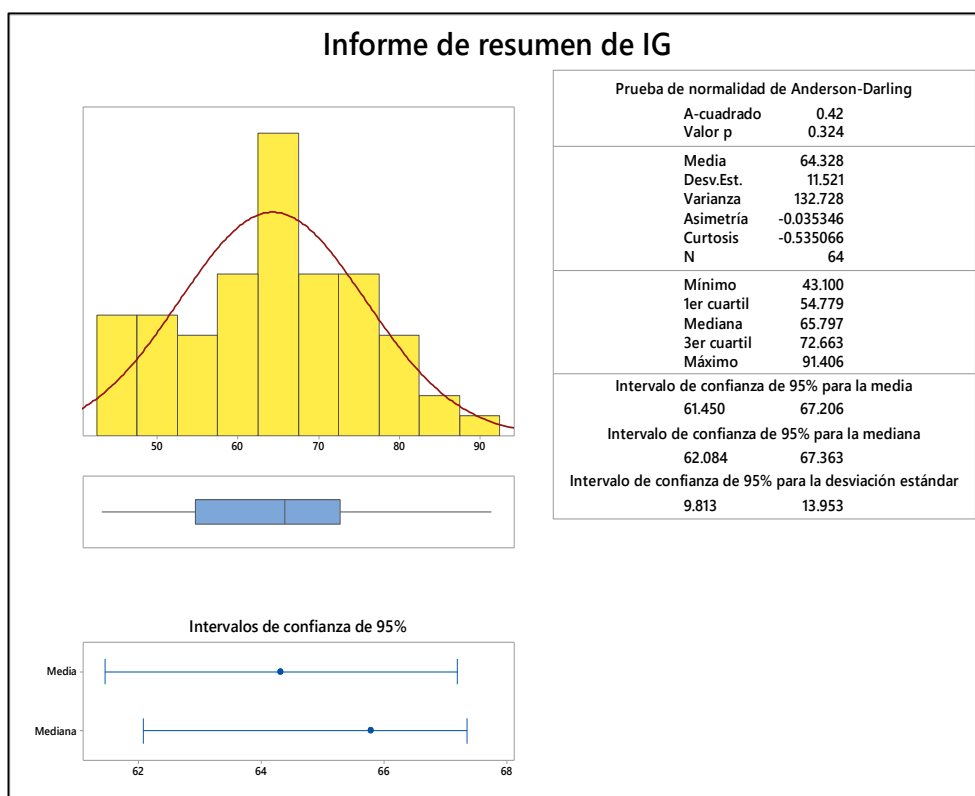 Informe de resumen de IG
50 60 70 80 90
Prueba de normalidad de Anderson-Darling
A-cuadrado 0.42
Valor p 0.324
Media 64.328
Desv.Est. 11.521
Varianza 132.728
Asimetría -0.035346
Curtosis -0.535066
N 64
Mínimo 43.100
1er cuartil 54.779
Mediana 65.797
3er cuartil 72.663
Máximo 91.406
Intervalo de confianza de 95% para la media
61.450 67.206
Intervalo de confianza de 95% para la mediana
62.084 67.363
Intervalo de confianza de 95% para la desviación estándar
9.813 13.953
Intervalos de confianza de 95%
Media
Mediana
62 64 66 68